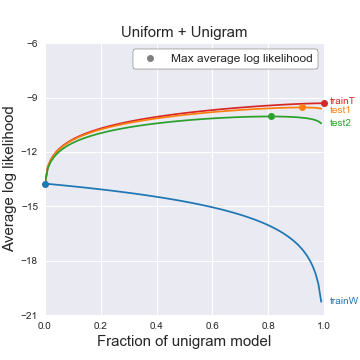 Uniform + Unigram
Max average log likelihood
Average log likelihood
−6
−9
−12
−15
−18
−21
trainT
test1
test2
trainW
0.0 0.2 0.4 0.6 0.8 1.0
Fraction of unigram model